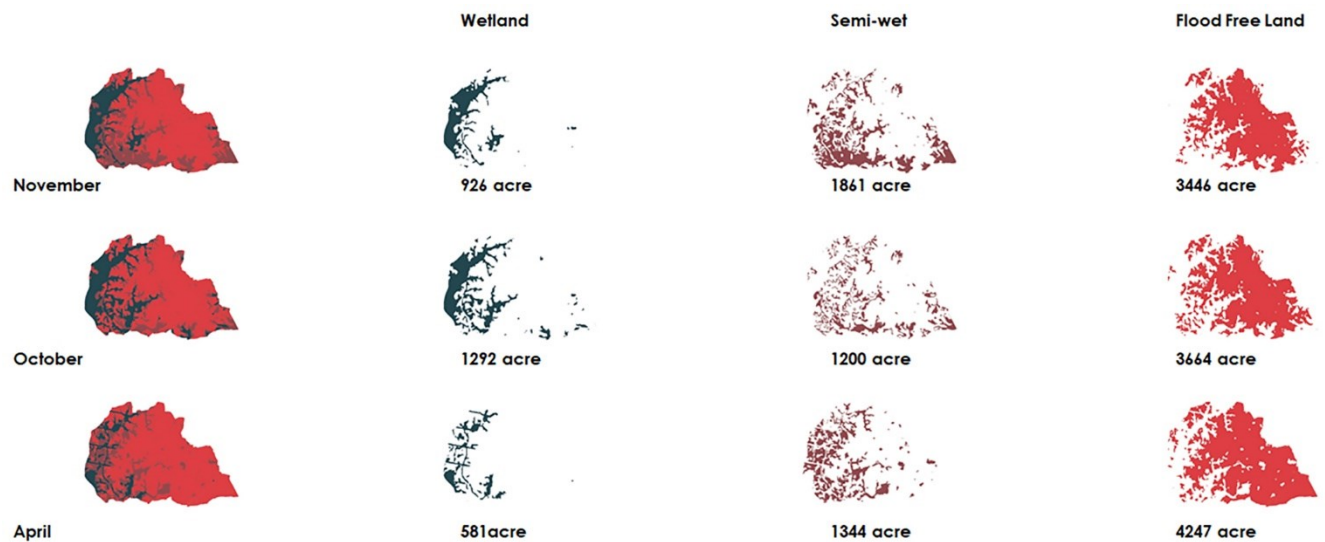 Wetland Semi-wet Flood Free Land
November 926 acre 1861 acre 3446 acre
October 1292 acre 1200 acre 3664 acre
April 581acre 1344 acre 4247 acre